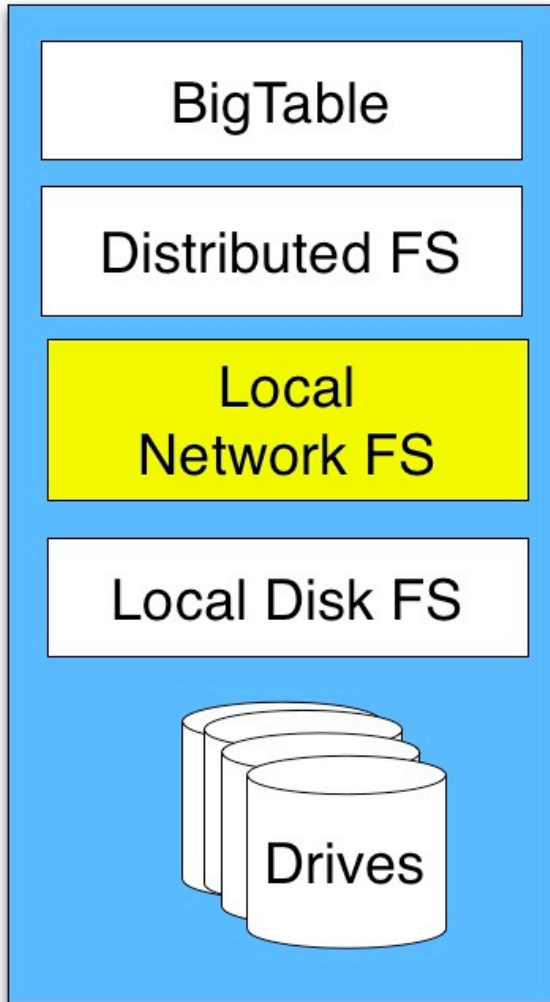 BigTable
Distributed FS
Local
Network FS
Local Disk FS
Drives